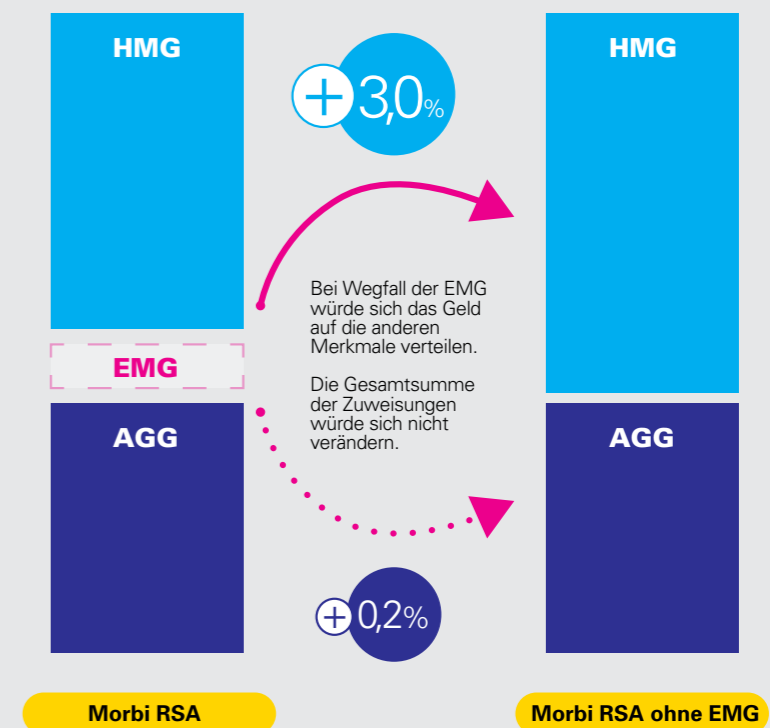 HMG
EMG
AGG
+3,0%
Bei Wegfall der EMG
würde sich das Geld
auf die anderen
Merkmale verteilen.
Die Gesamtsumme
der Zuweisungen
würde sich nicht
verändern.
+0,2%
HMG
AGG
Morbi RSA
Morbi RSA ohne EMG